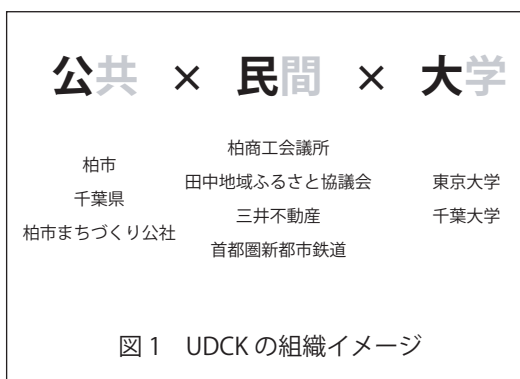 公共 × 民間 × 大学
柏市
千葉県
柏市まちづくり公社
柏商工会議所
田中地域ふるさと協議会
三井不動産
首都圏新都市鉄道
東京大学
千葉大学
図1 UDCKの組織イメージ